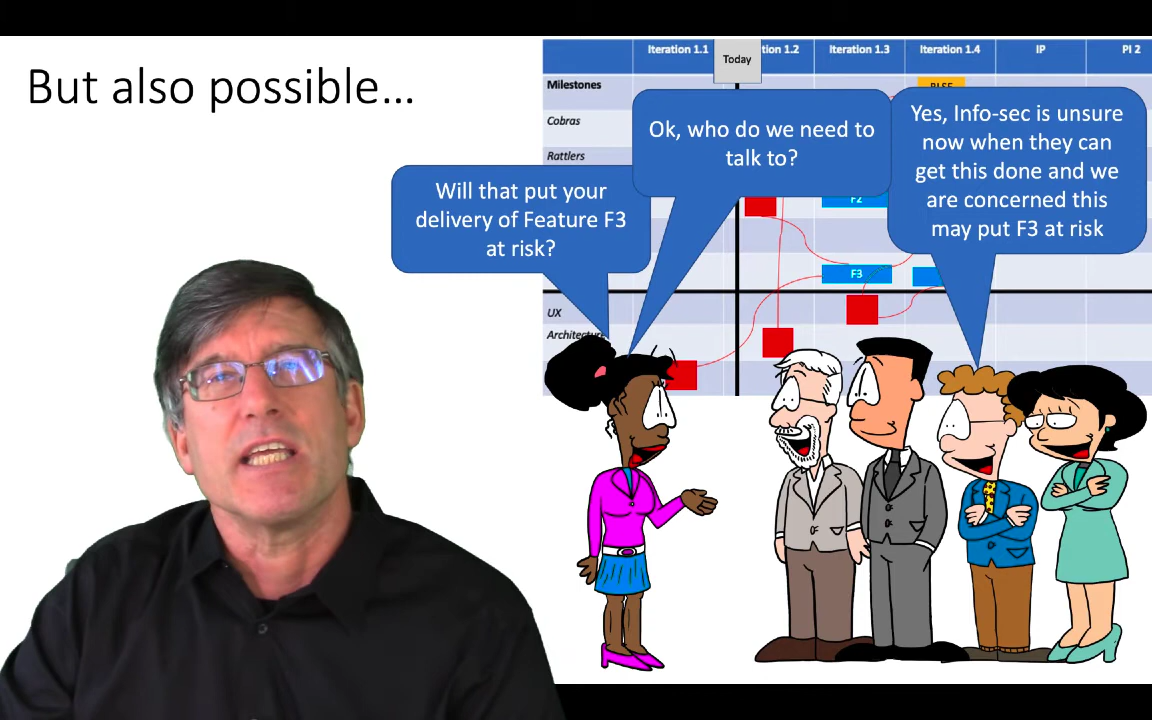 But also possible...
Iteration 1.1
Today
tion 1.2
Iteration 1.3
Iteration 1.4
IP
PI 2
Milestones
Cobras
Rattlers
Will that put your
delivery of Feature F3
at risk?
Ok, who do we need to
talk to?
Yes, Info-sec is unsure
now when they can
get this done and we
are concerned this
may put F3 at risk
F2
F3
UX
Architecture